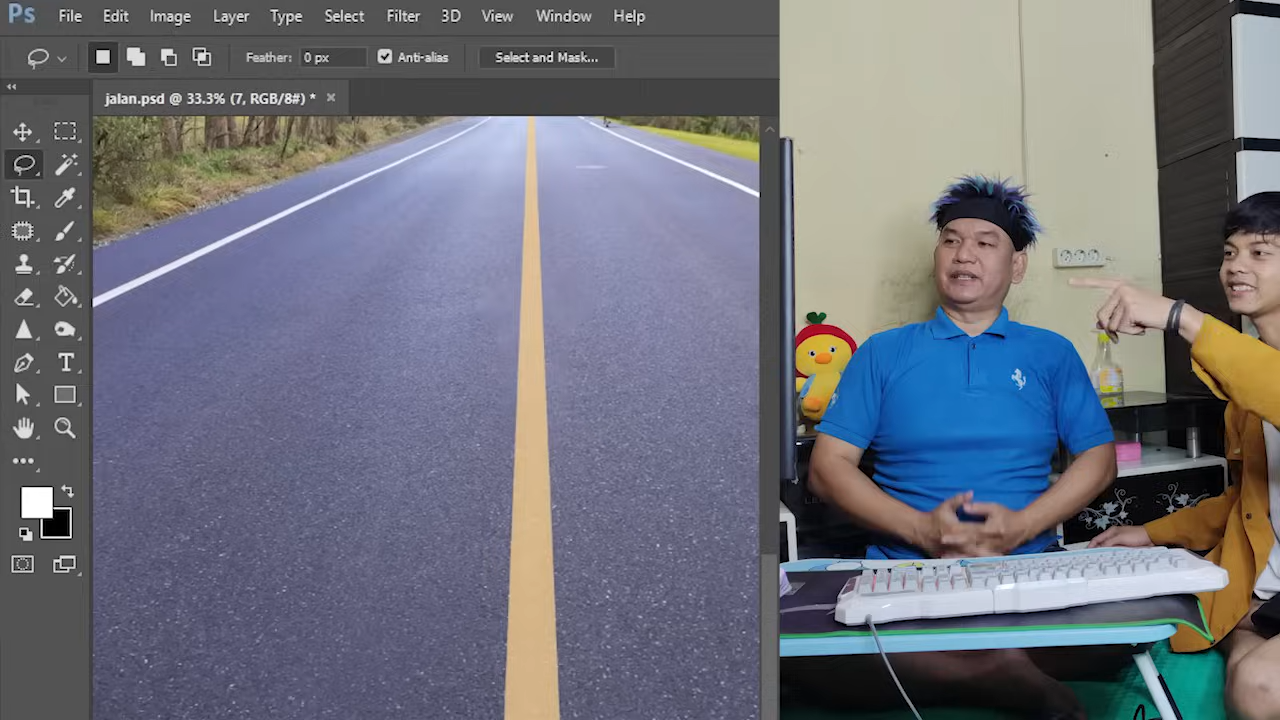 Ps File Edit Image Layer Type Select Filter 3D View Window Help
Feather: 0 px Anti-alias Select and Mask...
jalan.psd @ 33.3% (7, RGB/8#) *